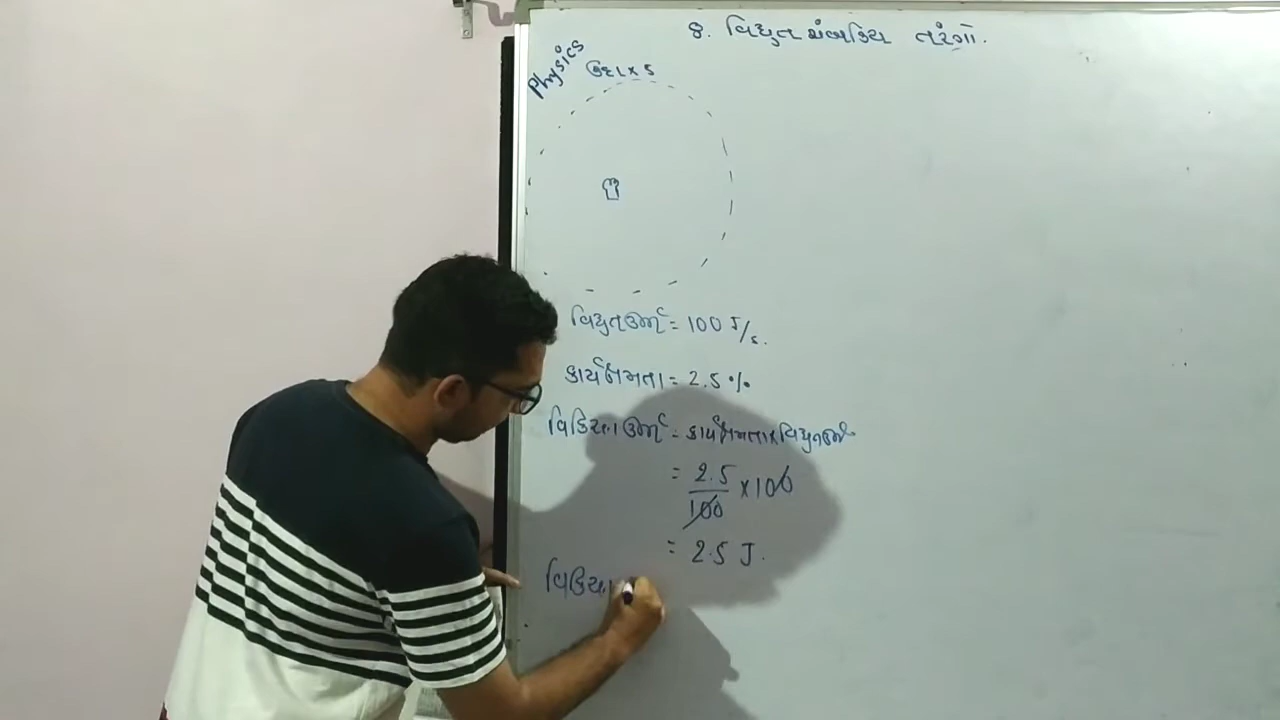 8. વિદ્યુતચુંબકિય તરંગો.
Physics
વિદ્યુતઊર્જા = 100 J/s.
કાર્યક્ષમતા = 2.5 %
વિકિરણ ઊર્જા = કાર્યક્ષમતા x વિદ્યુતઊર્જા
= 2.5/100 x 100
= 2.5 J.
વિકિરણ